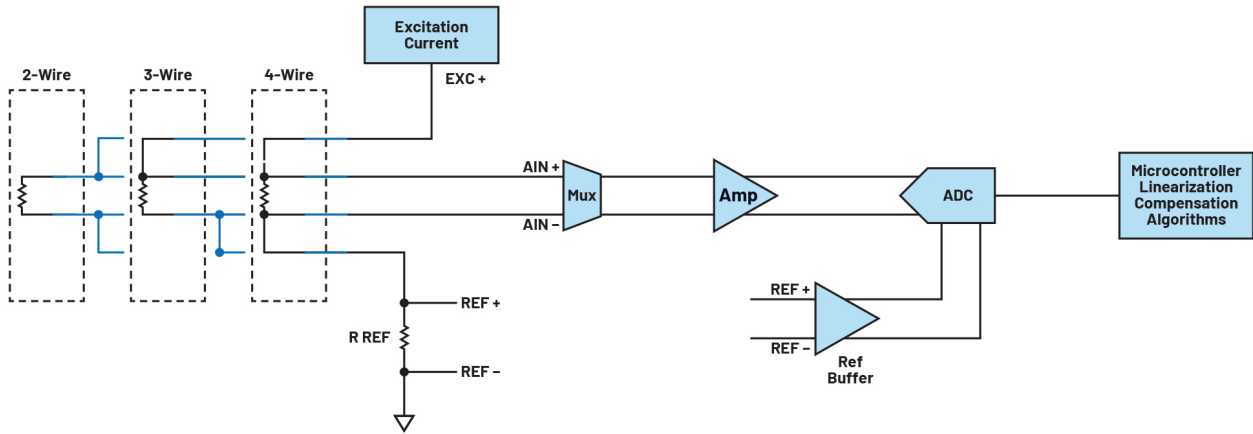 Excitation
Current
2-Wire
3-Wire
4-Wire
EXC +
AIN +
Mux
AIN −
Amp
ADC
Microcontroller
Linearization
Compensation
Algorithms
REF +
R REF
REF −
REF +
REF −
Ref
Buffer